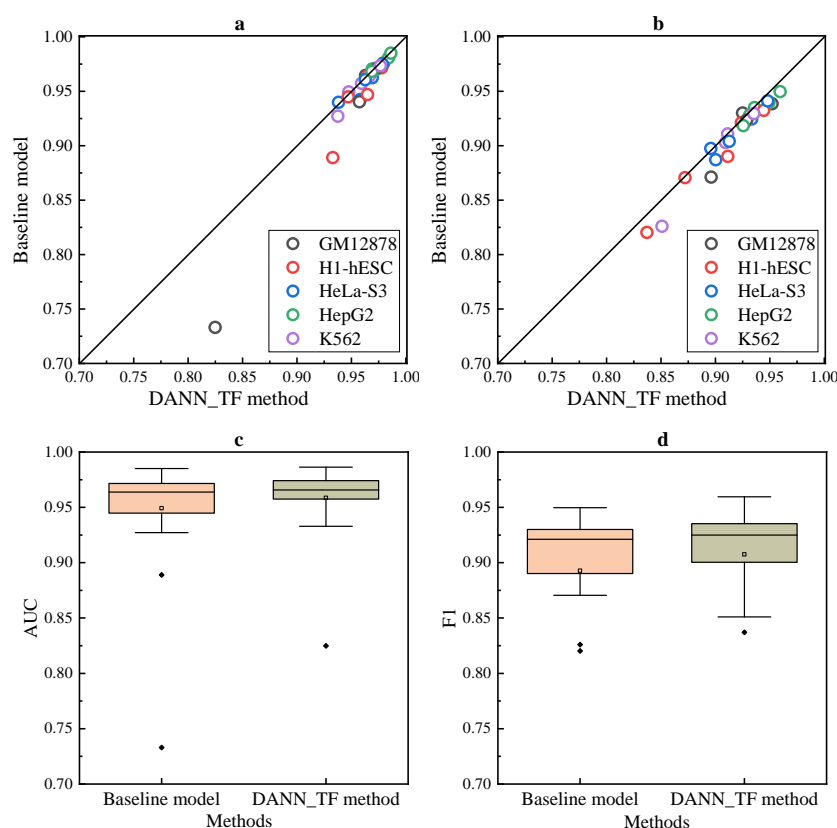 a
Baseline model
1.00
0.95
0.90
0.85
0.80
0.75
0.70
GM12878
H1-hESC
HeLa-S3
HepG2
K562
0.70 0.75 0.80 0.85 0.90 0.95 1.00
DANN_TF method
b
Baseline model
1.00
0.95
0.90
0.85
0.80
0.75
0.70
GM12878
H1-hESC
HeLa-S3
HepG2
K562
0.70 0.75 0.80 0.85 0.90 0.95 1.00
DANN_TF method
c
AUC
1.00
0.95
0.90
0.85
0.80
0.75
0.70
Baseline model DANN_TF method
Methods
d
F1
1.00
0.95
0.90
0.85
0.80
0.75
0.70
Baseline model DANN_TF method
Methods